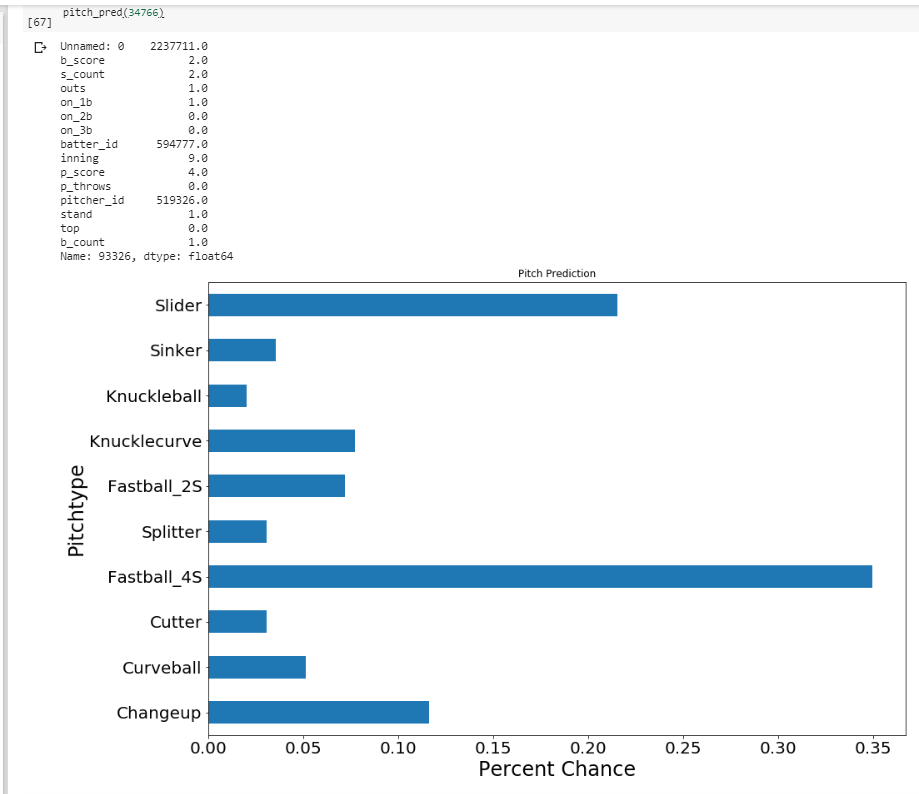 pitch_pred(34766)
[67]
Unnamed: 0 2237711.0
b_score 2.0
s_count 2.0
outs 1.0
on_1b 1.0
on_2b 0.0
on_3b 0.0
batter_id 594777.0
inning 9.0
p_score 4.0
p_throws 0.0
pitcher_id 519326.0
stand 1.0
top 0.0
b_count 1.0
Name: 93326, dtype: float64
Pitch Prediction
Slider
Sinker
Knuckleball
Knucklecurve
Fastball_2S
Splitter
Fastball_4S
Cutter
Curveball
Changeup
Pitchtype
0.00 0.05 0.10 0.15 0.20 0.25 0.30 0.35
Percent Chance